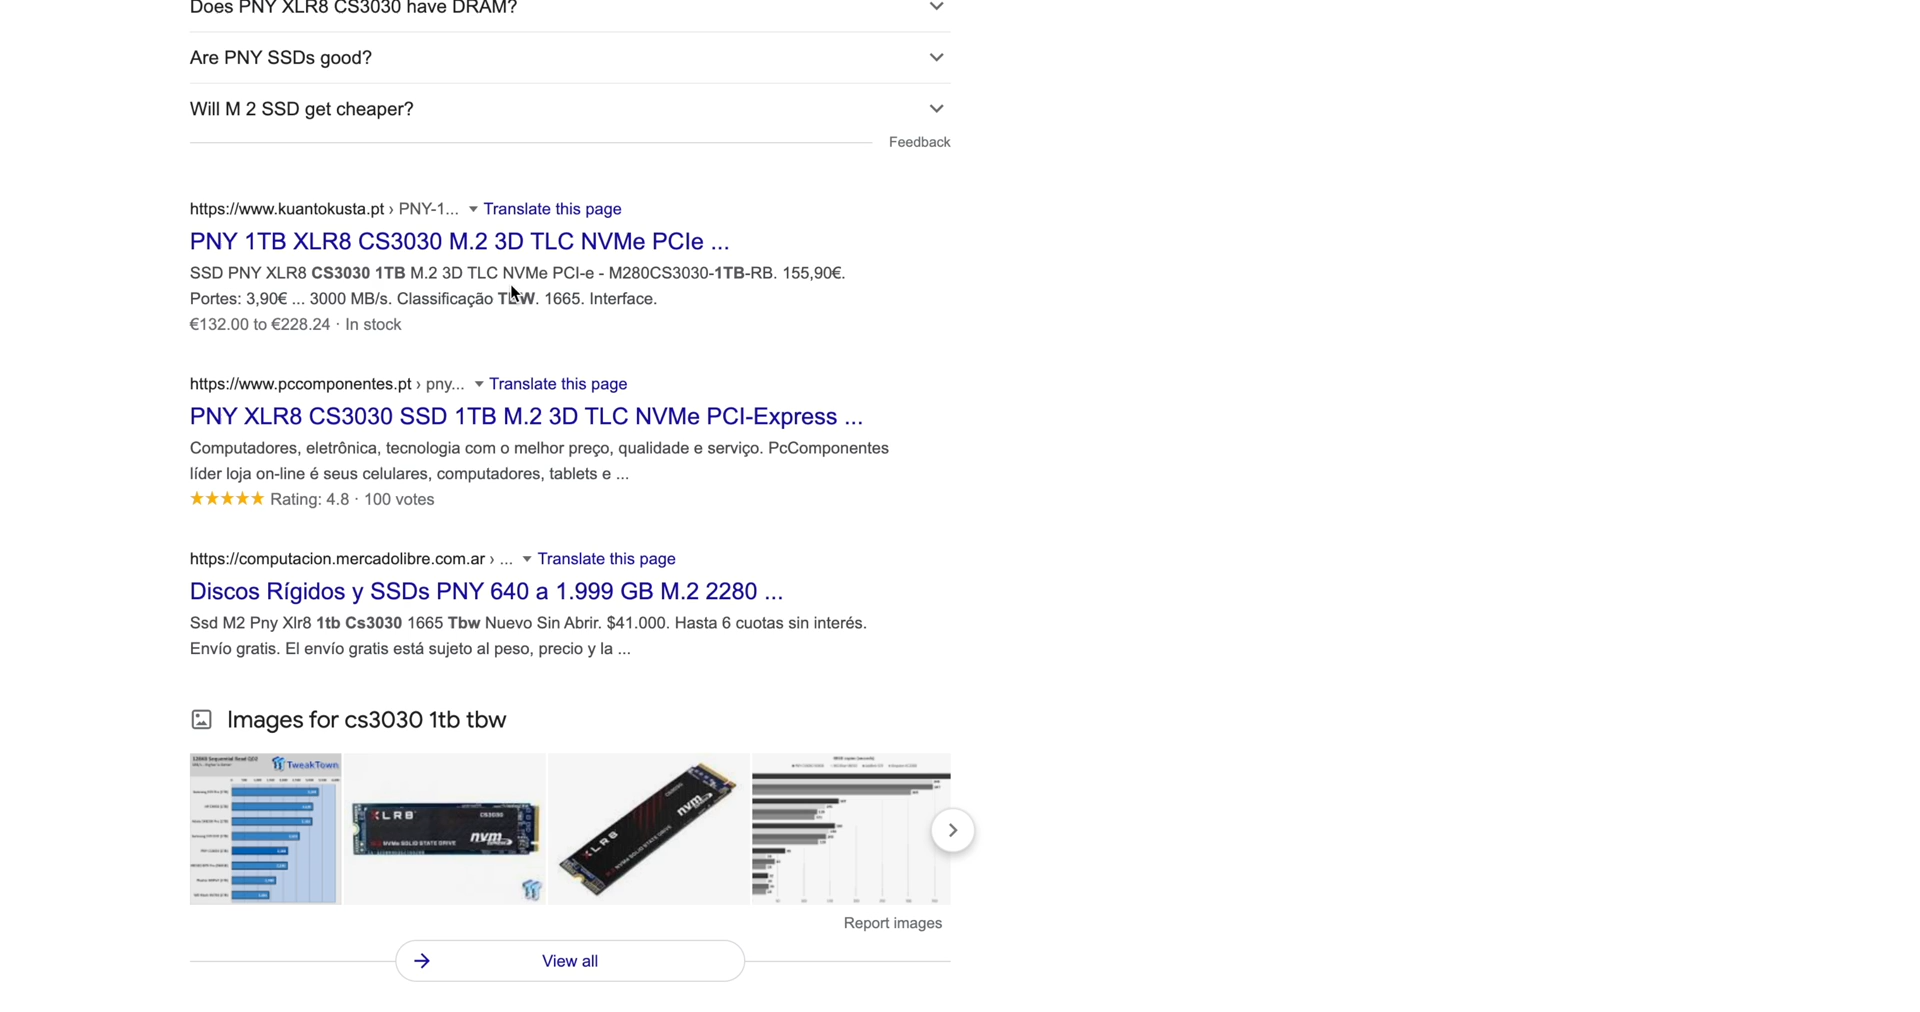 Does PNY XLR8 CS3030 have DRAM?
Are PNY SSDs good?
Will M 2 SSD get cheaper?
Feedback
https://www.kuantokusta.pt › PNY-1... Translate this page
PNY 1TB XLR8 CS3030 M.2 3D TLC NVMe PCIe ...
SSD PNY XLR8 CS3030 1TB M.2 3D TLC NVMe PCI-e - M280CS3030-1TB-RB. 155,90€.
Portes: 3,90€ ... 3000 MB/s. Classificação TBW. 1665. Interface.
€132.00 to €228.24 · In stock
https://www.pccomponentes.pt › pny... Translate this page
PNY XLR8 CS3030 SSD 1TB M.2 3D TLC NVMe PCI-Express ...
Computadores, eletrônica, tecnologia com o melhor preço, qualidade e serviço. PcComponentes
líder loja on-line é seus celulares, computadores, tablets e ...
Rating: 4.8 · 100 votes
https://computacion.mercadolibre.com.ar › ... Translate this page
Discos Rígidos y SSDs PNY 640 a 1.999 GB M.2 2280 ...
Ssd M2 Pny Xlr8 1tb Cs3030 1665 Tbw Nuevo Sin Abrir. $41.000. Hasta 6 cuotas sin interés.
Envío gratis. El envío gratis está sujeto al peso, precio y la ...
Images for cs3030 1tb tbw
TweakTown
XLR8 CS3030
NVMe SOLID STATE DRIVE nvm
XLR8 NVMe SOLID STATE DRIVE CS3030 nvm
Report images
View all